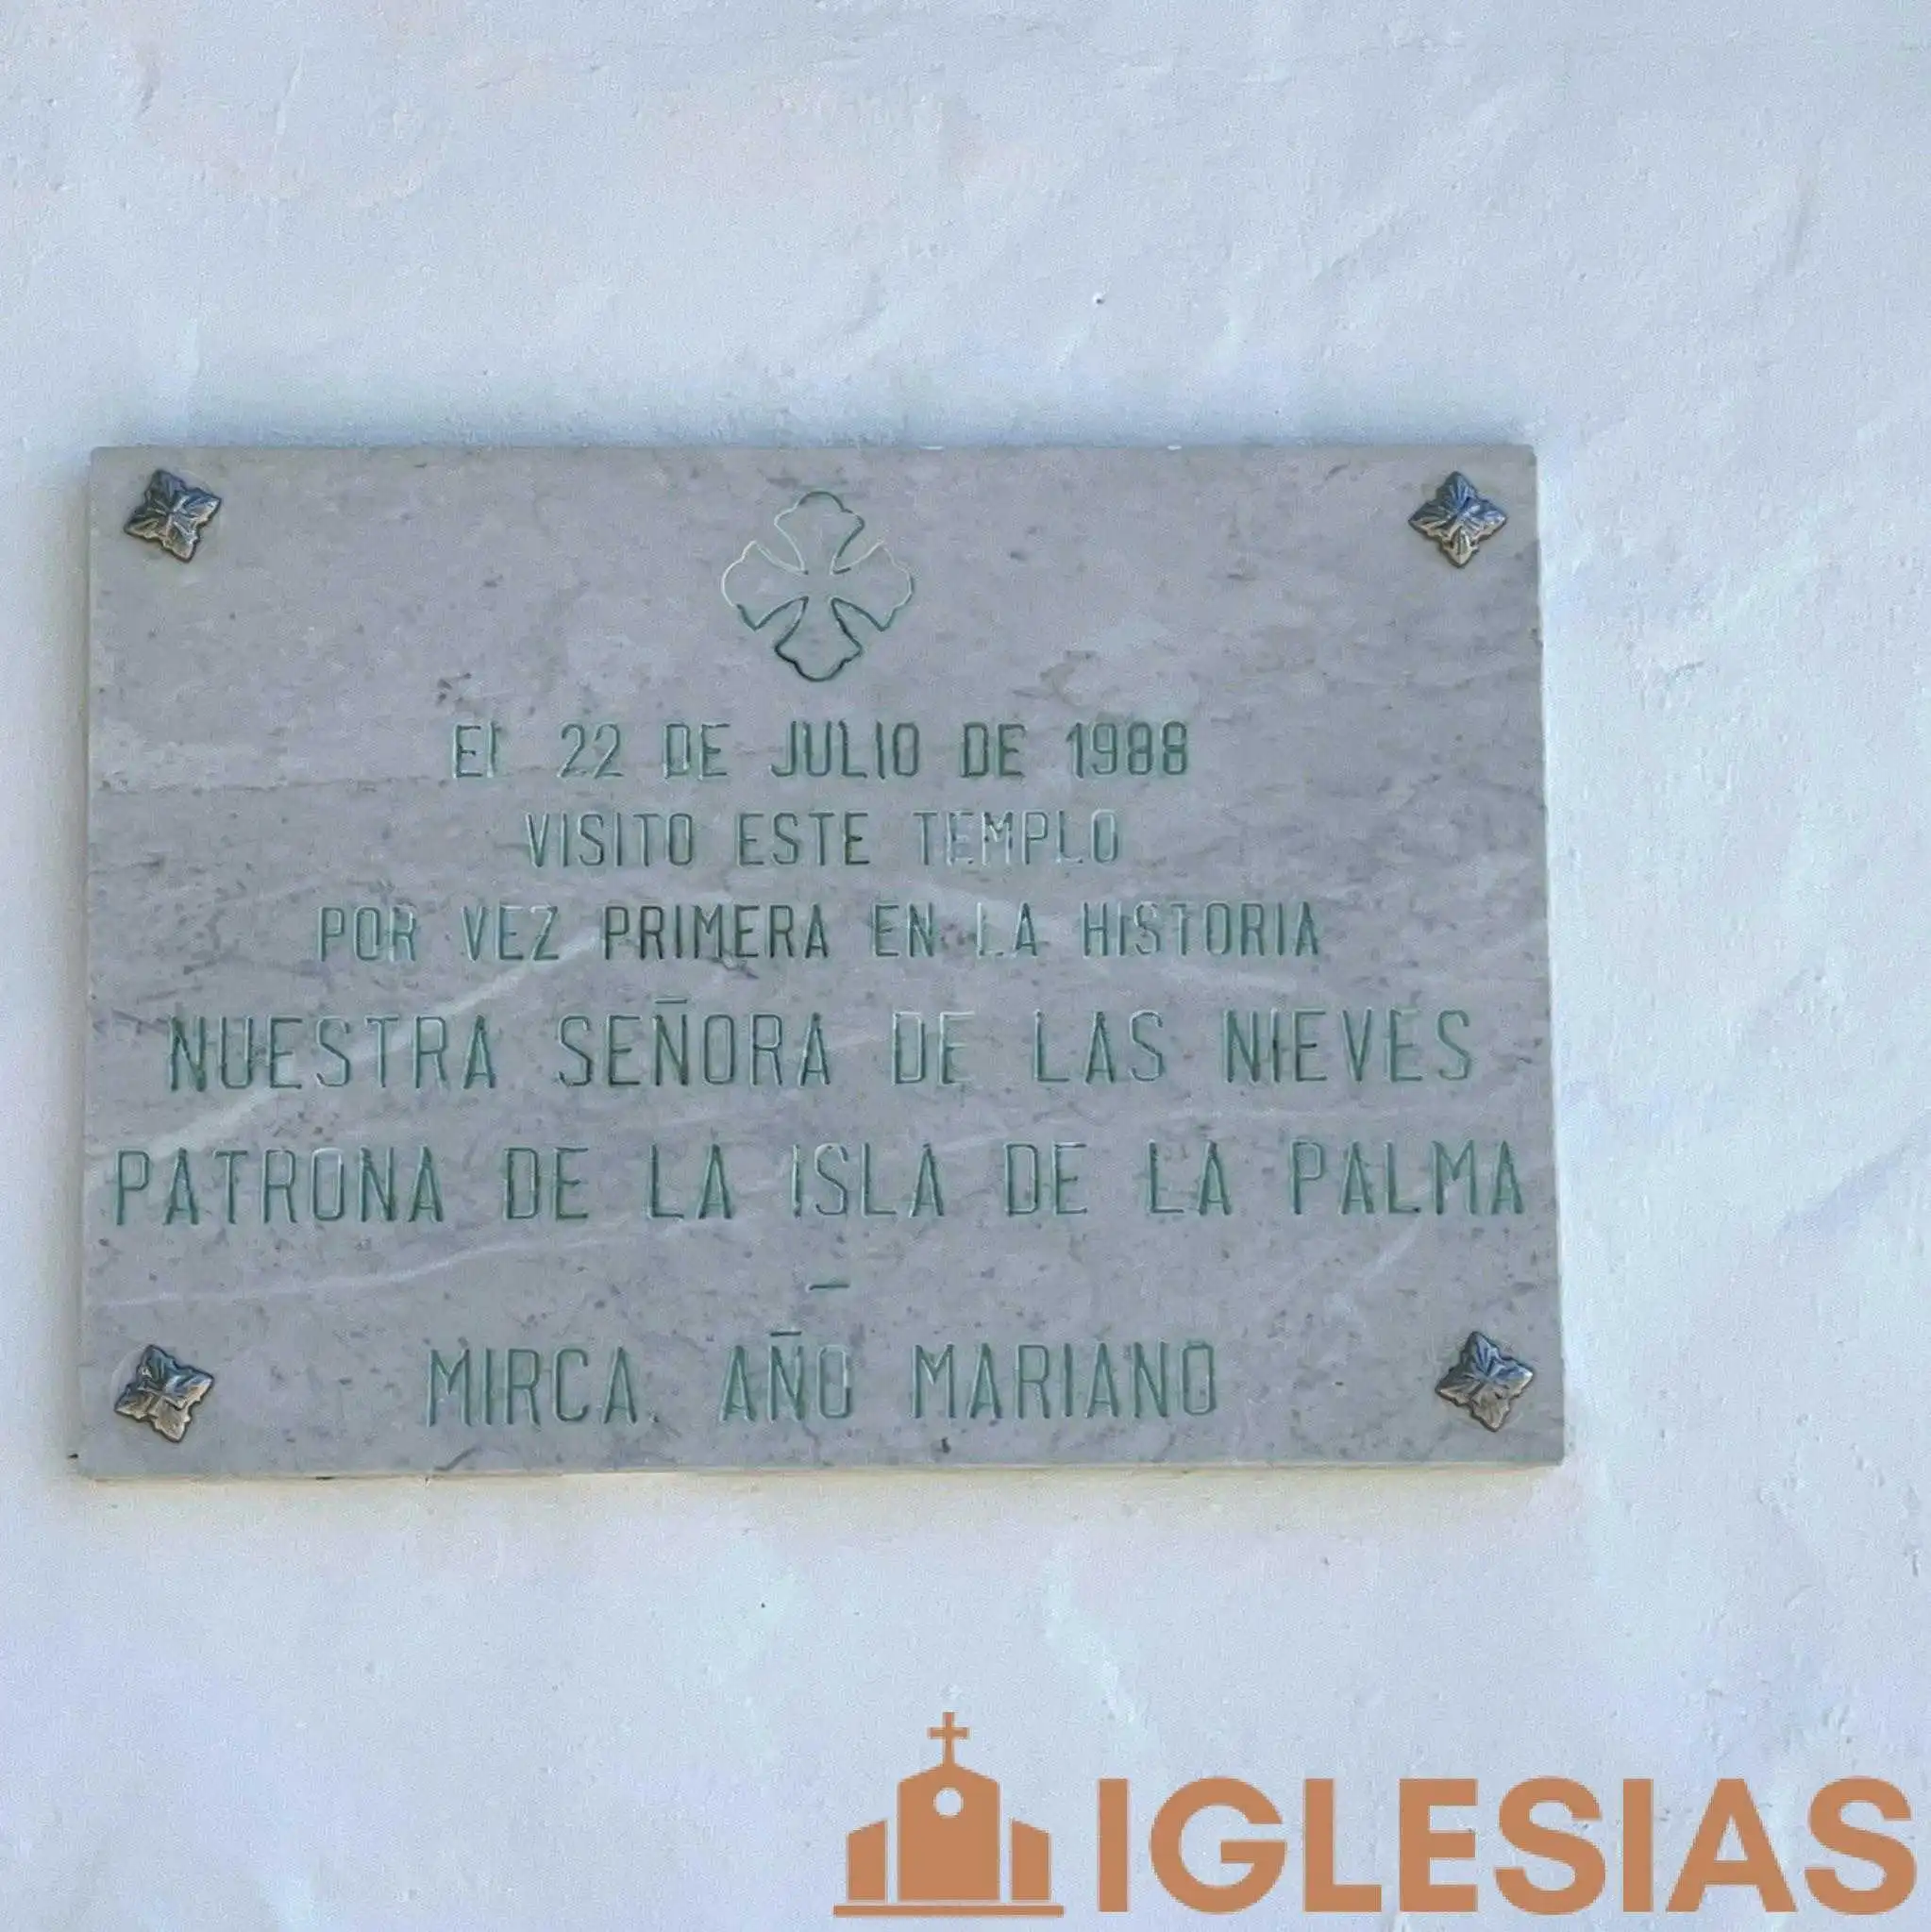 El 22 DE JULIO DE 1988
VISITO ESTE TEMPLO
POR VEZ PRIMERA EN LA HISTORIA
NUESTRA SEÑORA DE LAS NIEVES
PATRONA DE LA ISLA DE LA PALMA
–
MIRCA. AÑO MARIANO
IGLESIAS